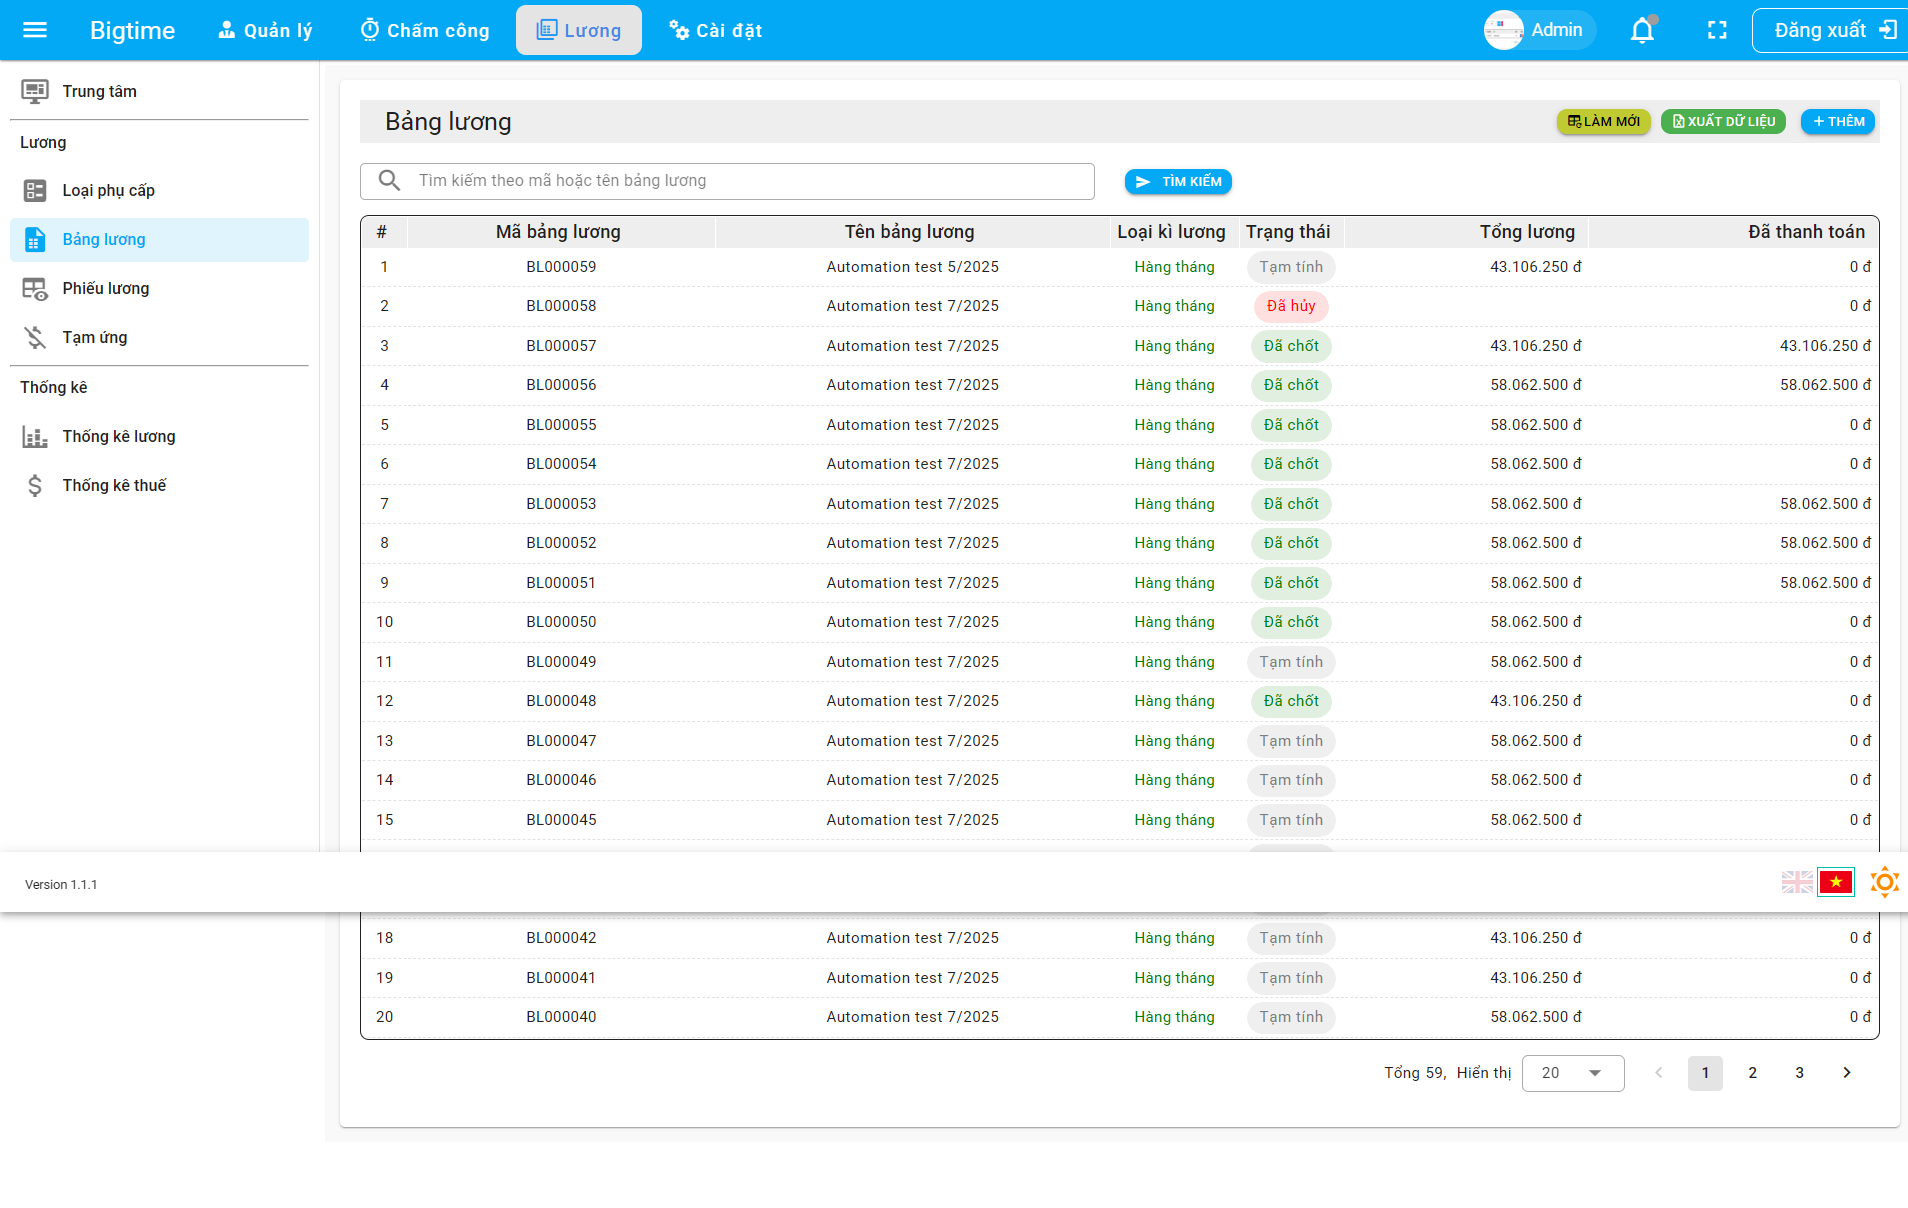 Bigtime Quản lý Chấm công Lương Cài đặt Admin Đăng xuất
Trung tâm
Lương
Loại phụ cấp
Bảng lương
Phiếu lương
Tạm ứng
Thống kê
Thống kê lương
Thống kê thuế
Bảng lương LÀM MỚI XUẤT DỮ LIỆU + THÊM
Tìm kiếm theo mã hoặc tên bảng lương TÌM KIẾM
# Mã bảng lương Tên bảng lương Loại kì lương Trạng thái Tổng lương Đã thanh toán
1 BL000059 Automation test 5/2025 Hàng tháng Tạm tính 43.106.250 đ 0 đ
2 BL000058 Automation test 7/2025 Hàng tháng Đã hủy 0 đ
3 BL000057 Automation test 7/2025 Hàng tháng Đã chốt 43.106.250 đ 43.106.250 đ
4 BL000056 Automation test 7/2025 Hàng tháng Đã chốt 58.062.500 đ 58.062.500 đ
5 BL000055 Automation test 7/2025 Hàng tháng Đã chốt 58.062.500 đ 0 đ
6 BL000054 Automation test 7/2025 Hàng tháng Đã chốt 58.062.500 đ 0 đ
7 BL000053 Automation test 7/2025 Hàng tháng Đã chốt 58.062.500 đ 58.062.500 đ
8 BL000052 Automation test 7/2025 Hàng tháng Đã chốt 58.062.500 đ 58.062.500 đ
9 BL000051 Automation test 7/2025 Hàng tháng Đã chốt 58.062.500 đ 58.062.500 đ
10 BL000050 Automation test 7/2025 Hàng tháng Đã chốt 58.062.500 đ 0 đ
11 BL000049 Automation test 7/2025 Hàng tháng Tạm tính 58.062.500 đ 0 đ
12 BL000048 Automation test 7/2025 Hàng tháng Đã chốt 43.106.250 đ 0 đ
13 BL000047 Automation test 7/2025 Hàng tháng Tạm tính 58.062.500 đ 0 đ
14 BL000046 Automation test 7/2025 Hàng tháng Tạm tính 58.062.500 đ 0 đ
15 BL000045 Automation test 7/2025 Hàng tháng Tạm tính 58.062.500 đ 0 đ
Version 1.1.1
18 BL000042 Automation test 7/2025 Hàng tháng Tạm tính 43.106.250 đ 0 đ
19 BL000041 Automation test 7/2025 Hàng tháng Tạm tính 43.106.250 đ 0 đ
20 BL000040 Automation test 7/2025 Hàng tháng Tạm tính 58.062.500 đ 0 đ
Tổng 59, Hiển thị 20 1 2 3